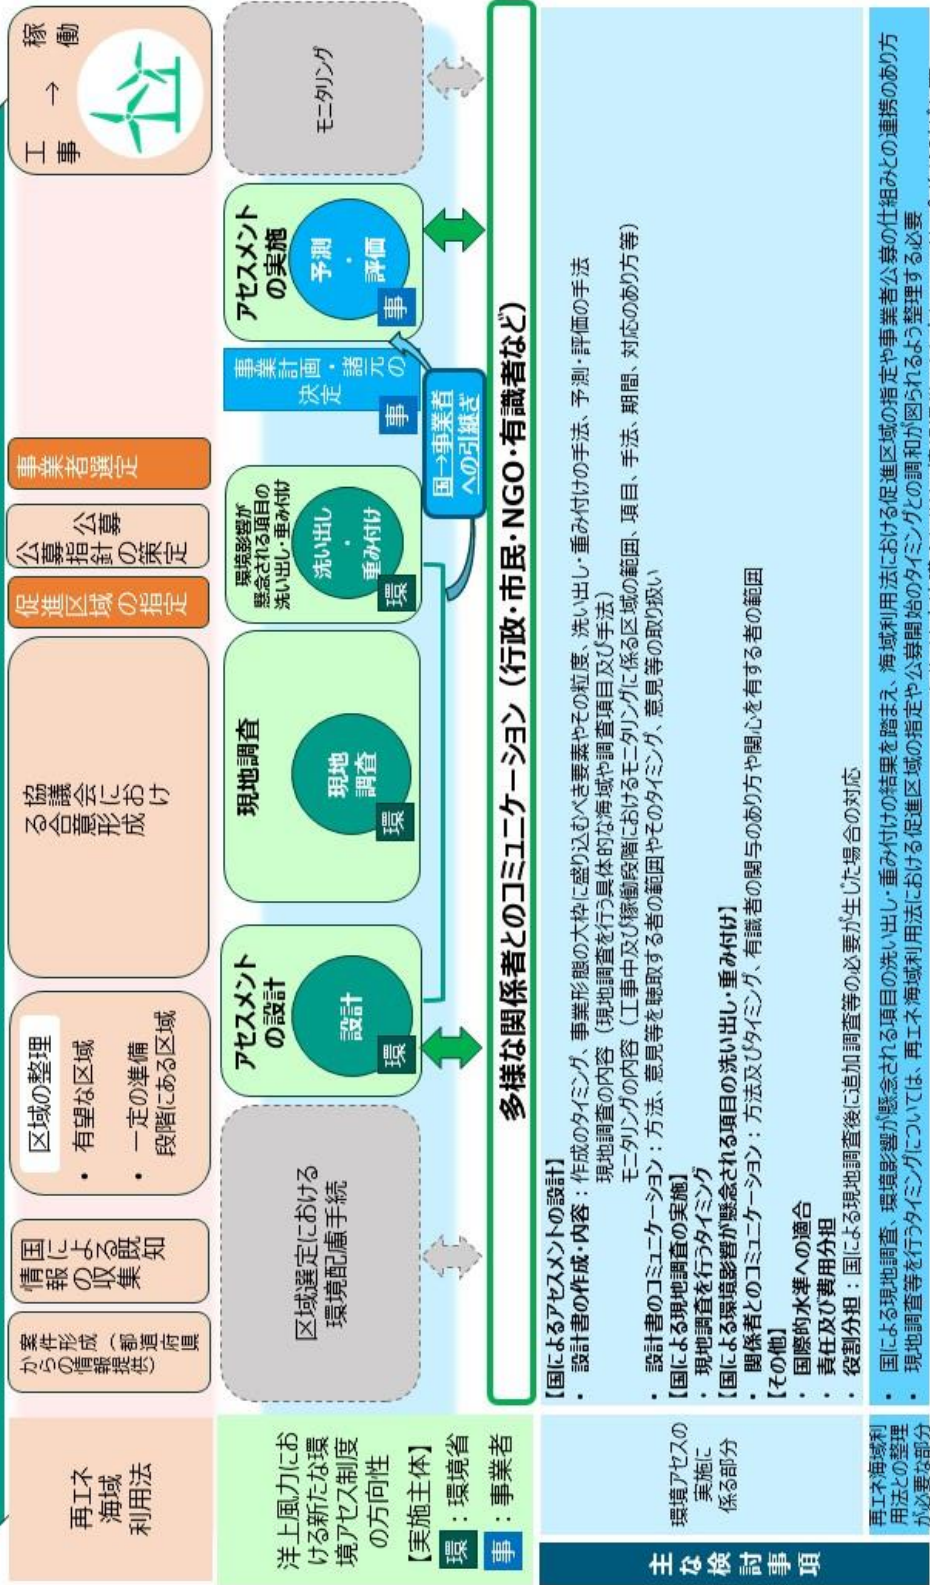 再エネ
海域
利用法
案件形成（都道府県
からの情報
提供）
国による既知
情報の収集
区域の整理
・ 有望な区域
・ 一定の準備
段階にある区域
協議会におけ
る合意形成
促進区域の指定
公募
公募指針の策定
事業者選定
工事 → 稼働
洋上風力にお
ける新たな環
境アセス制度
の方向性
【実施主体】
環：環境省
事：事業者
区域選定における
環境配慮手続
アセスメント
の設計
設計
環
現地調査
現地
調査
環
環境影響が
懸念される項目の
洗い出し・重み付け
洗い出し
・
重み付け
環
事業計画・諸元の
決定
事
国→事業者
への引継ぎ
アセスメント
の実施
予測
・
評価
事
モニタリング
多様な関係者とのコミュニケーション（行政・市民・NGO・有識者など）
主な検討事項
環境アセスの
実施に
係る部分
【国によるアセスメントの設計】
・ 設計書の作成・内容：作成のタイミング、事業形態の大枠に盛り込むべき要素やその粒度、洗い出し・重み付けの手法、予測・評価の手法
現地調査の内容（現地調査を行う具体的な海域や調査項目及び手法）
モニタリングの内容（工事中及び稼働段階におけるモニタリングに係る区域の範囲、項目、手法、期間、対応のあり方等）
・ 設計書のコミュニケーション：方法、意見等を聴取する者の範囲やそのタイミング、意見等の取り扱い
【国による現地調査の実施】
・ 現地調査を行うタイミング
【国による環境影響が懸念される項目の洗い出し・重み付け】
・ 関係者とのコミュニケーション：方法及びタイミング、有識者の関与のあり方や関心を有する者の範囲
【その他】
・ 国際的水準への適合
・ 責任及び費用分担
・ 役割分担：国による現地調査後に追加調査等の必要が生じた場合の対応
再エネ海域利
用法との整理
が必要な部分
・ 国による現地調査、環境影響が懸念される項目の洗い出し・重み付けの結果を踏まえ、海域利用法における促進区域の指定や事業者公募の仕組みとの連携のあり方
・ 現地調査等を行うタイミングについては、再エネ海域利用法における促進区域の指定や公募開始のタイミングとの調和が図られるよう整理する必要